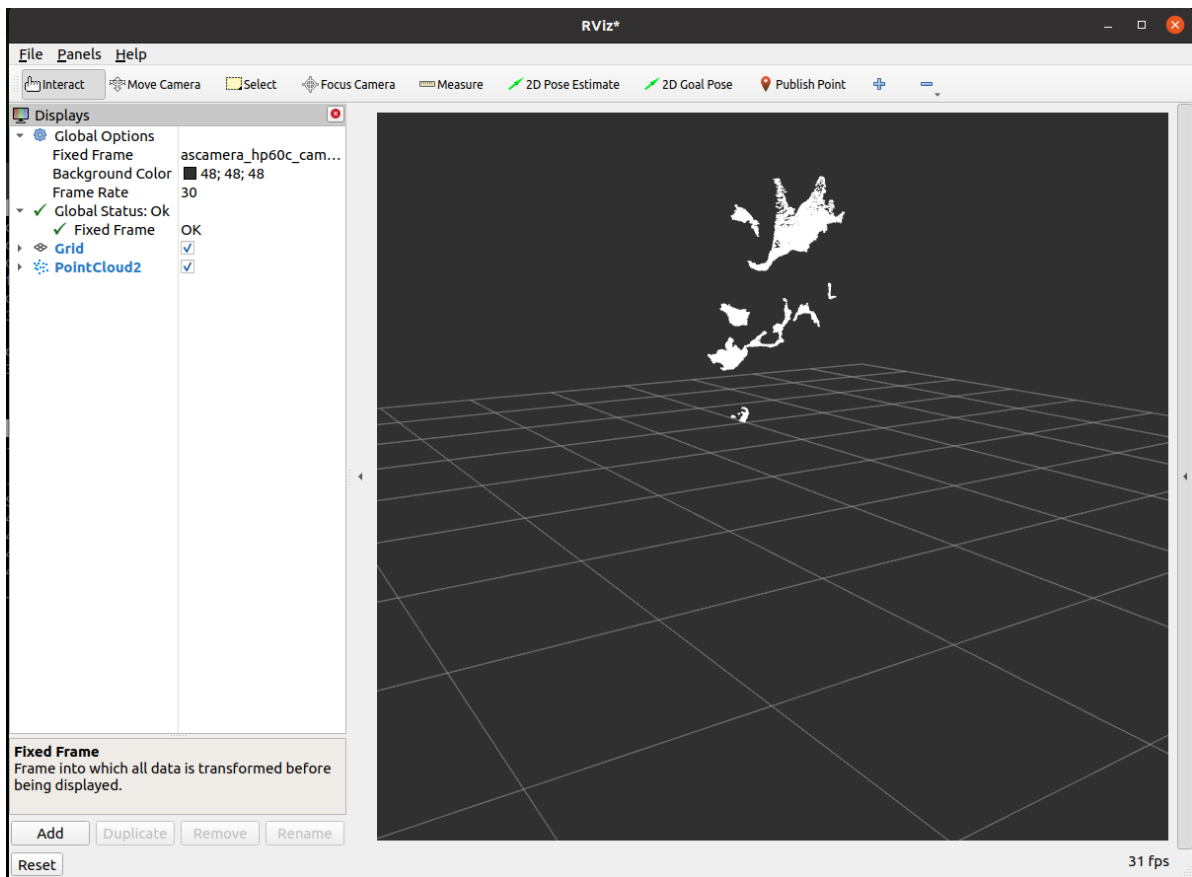 RViz*
File Panels Help
Interact Move Camera Select Focus Camera Measure 2D Pose Estimate 2D Goal Pose Publish Point
Displays
Global Options
Fixed Frame ascamera_hp60c_cam...
Background Color 48; 48; 48
Frame Rate 30
Global Status: Ok
Fixed Frame OK
Grid
PointCloud2
Fixed Frame
Frame into which all data is transformed before
being displayed.
Add Duplicate Remove Rename
Reset 31 fps